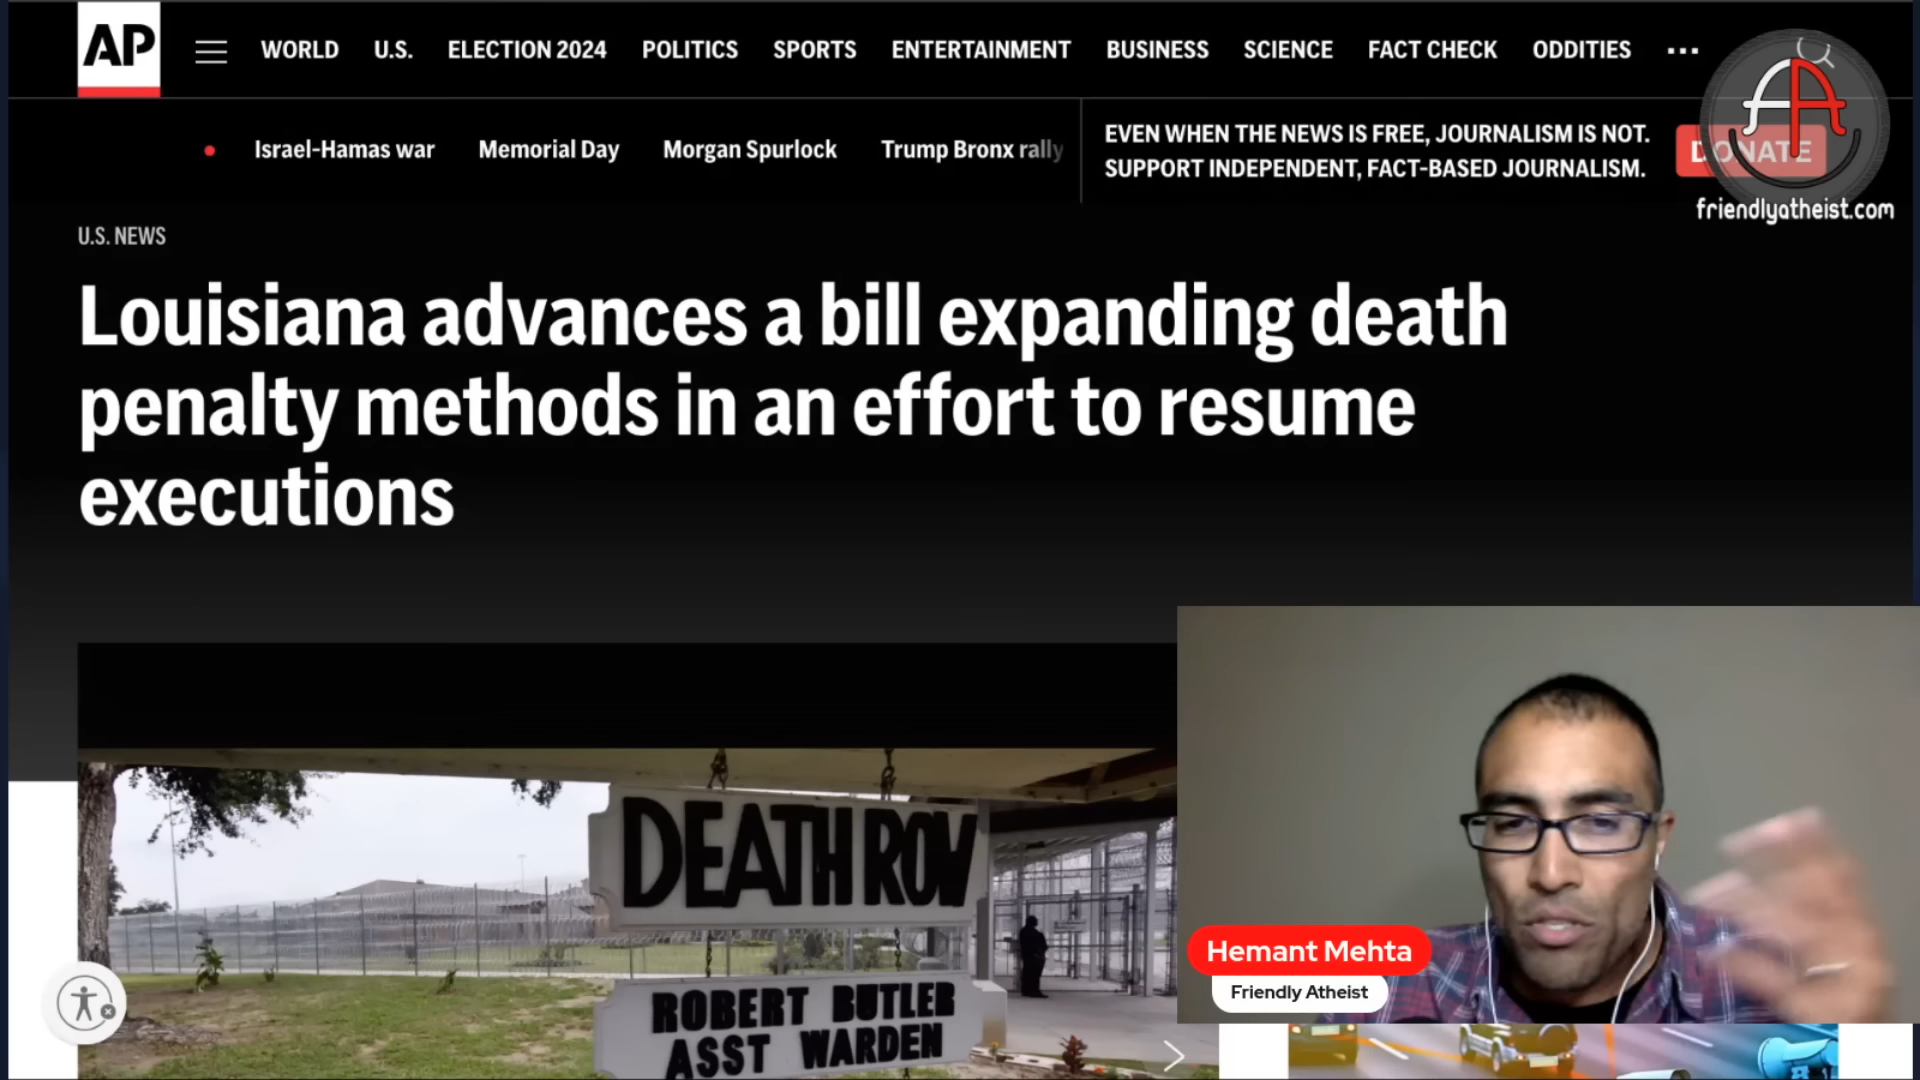 AP
WORLD U.S. ELECTION 2024 POLITICS SPORTS ENTERTAINMENT BUSINESS SCIENCE FACT CHECK ODDITIES ...
Israel-Hamas war Memorial Day Morgan Spurlock Trump Bronx rally
EVEN WHEN THE NEWS IS FREE, JOURNALISM IS NOT.
SUPPORT INDEPENDENT, FACT-BASED JOURNALISM.
DONATE
friendlyatheist.com
U.S. NEWS
Louisiana advances a bill expanding death
penalty methods in an effort to resume
executions
DEATH ROW
ROBERT BUTLER
ASST WARDEN
Hemant Mehta
Friendly Atheist